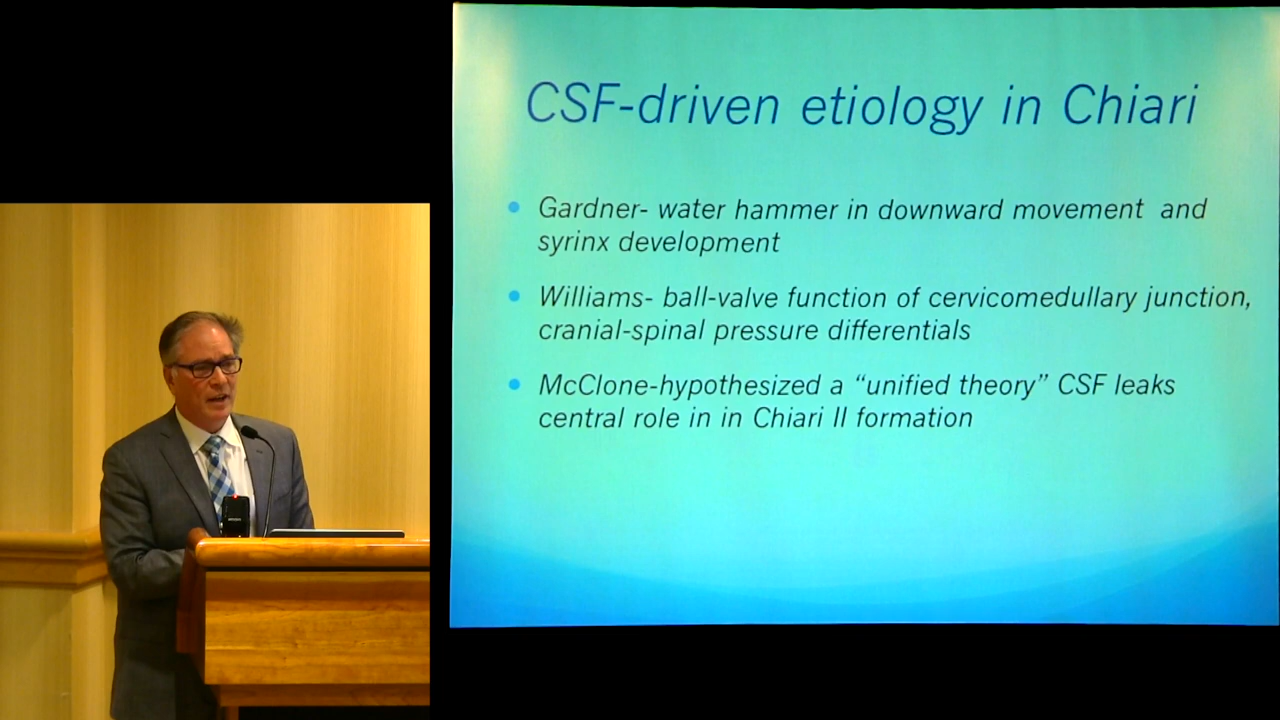 CSF-driven etiology in Chiari
Gardner- water hammer in downward movement and
syrinx development
Williams- ball-valve function of cervicomedullary junction,
cranial-spinal pressure differentials
McClone-hypothesized a “unified theory” CSF leaks
central role in in Chiari II formation